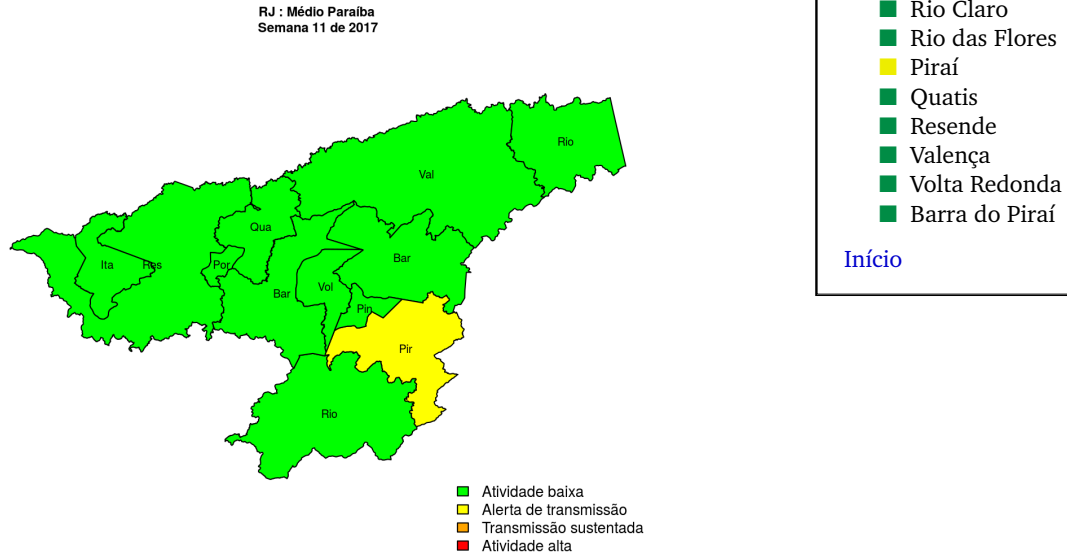 RJ : Médio Paraíba
Semana 11 de 2017
Rio
Val
Qua
Ita
Res
Por
Bar
Bar
Vol
Pin
Pir
Rio
Atividade baixa
Alerta de transmissão
Transmissão sustentada
Atividade alta
Rio Claro
Rio das Flores
Piraí
Quatis
Resende
Valença
Volta Redonda
Barra do Piraí
Início